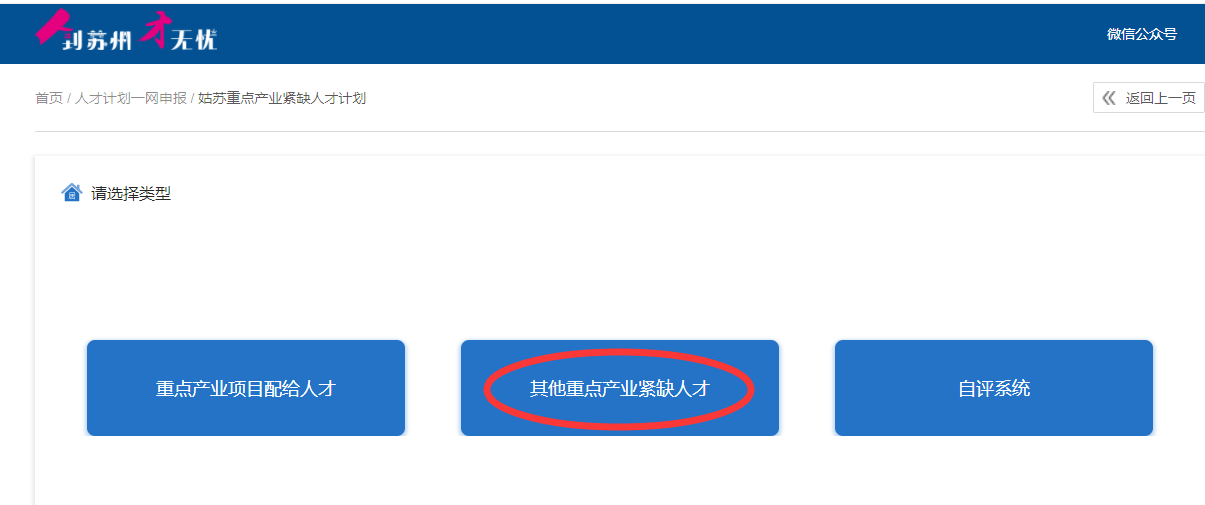 人到苏州 才无忧
微信公众号
首页 / 人才计划一网申报 / 姑苏重点产业紧缺人才计划
返回上一页
请选择类型
重点产业项目配给人才
其他重点产业紧缺人才
自评系统